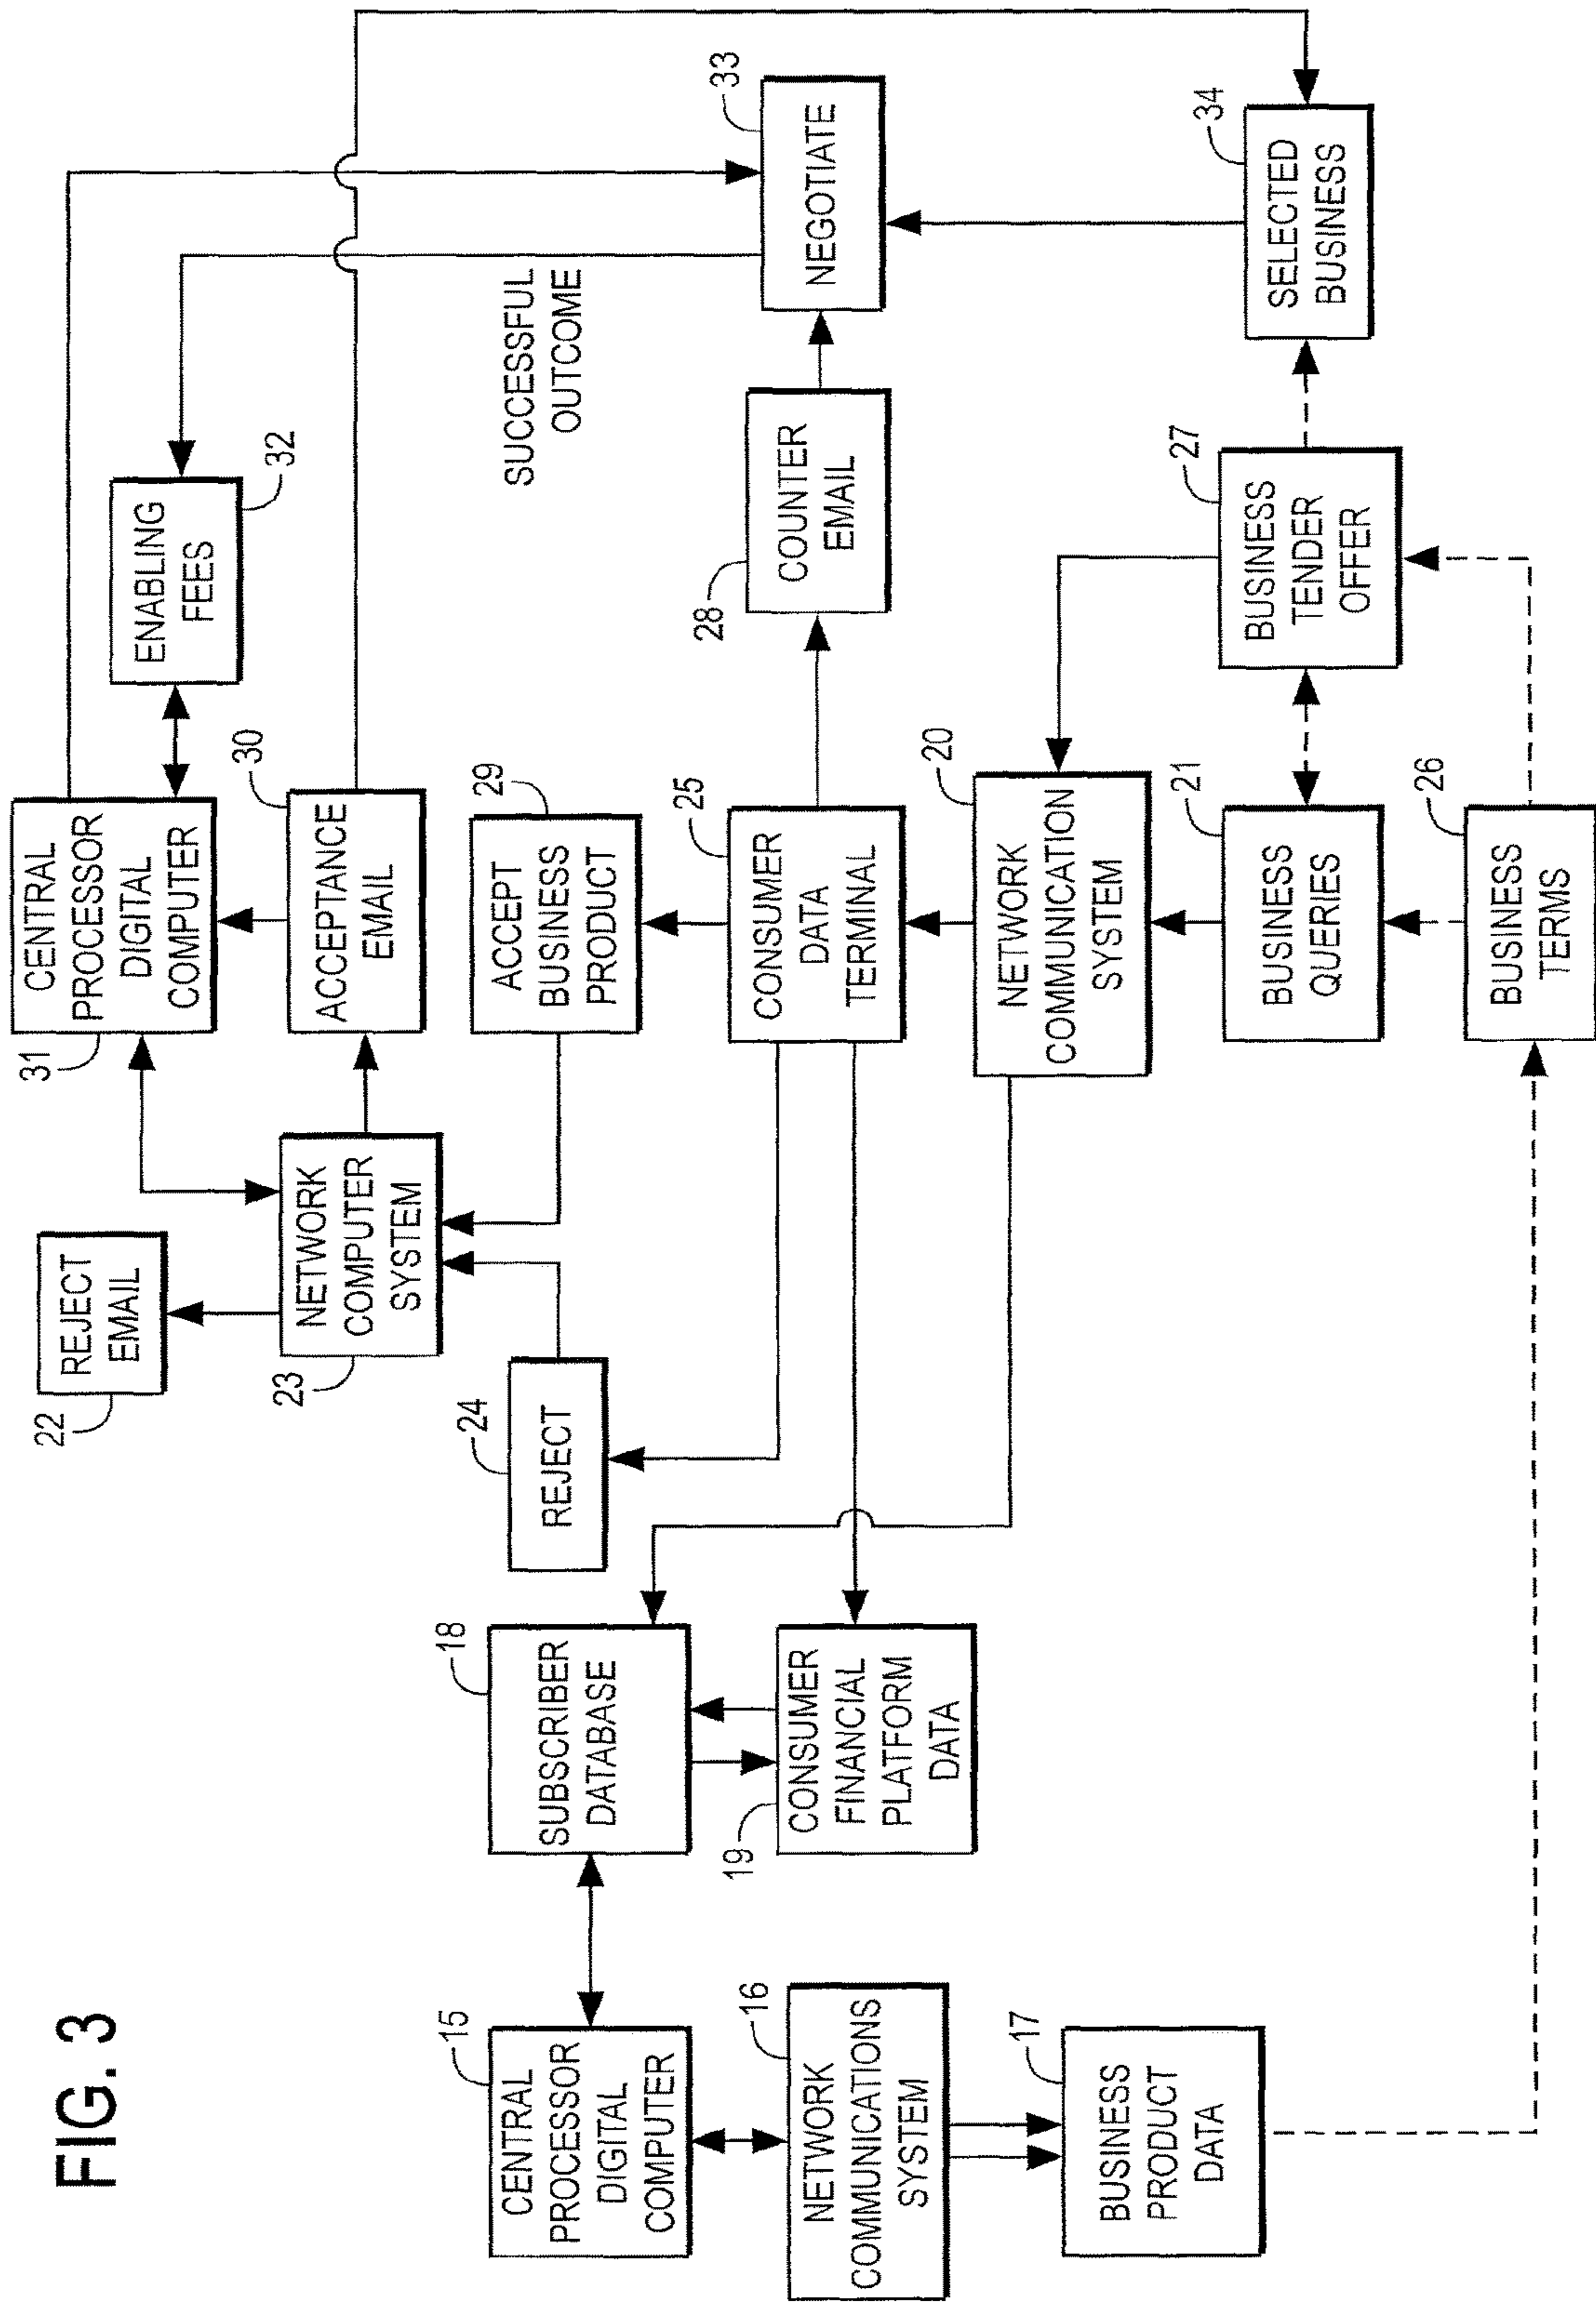 FIG. 3
15
CENTRAL
PROCESSOR
DIGITAL
COMPUTER
16
NETWORK
COMMUNICATIONS
SYSTEM
17
BUSINESS
PRODUCT
DATA
18
SUBSCRIBER
DATABASE
19
CONSUMER
FINANCIAL
PLATFORM
DATA
22
REJECT
EMAIL
23
NETWORK
COMPUTER
SYSTEM
24
REJECT
31
CENTRAL
PROCESSOR
DIGITAL
COMPUTER
30
ACCEPTANCE
EMAIL
29
ACCEPT
BUSINESS
PRODUCT
25
CONSUMER
DATA
TERMINAL
20
NETWORK
COMMUNICATION
SYSTEM
21
BUSINESS
QUERIES
26
BUSINESS
TERMS
32
ENABLING
FEES
SUCCESSFUL
OUTCOME
28
COUNTER
EMAIL
27
BUSINESS
TENDER
OFFER
33
NEGOTIATE
34
SELECTED
BUSINESS